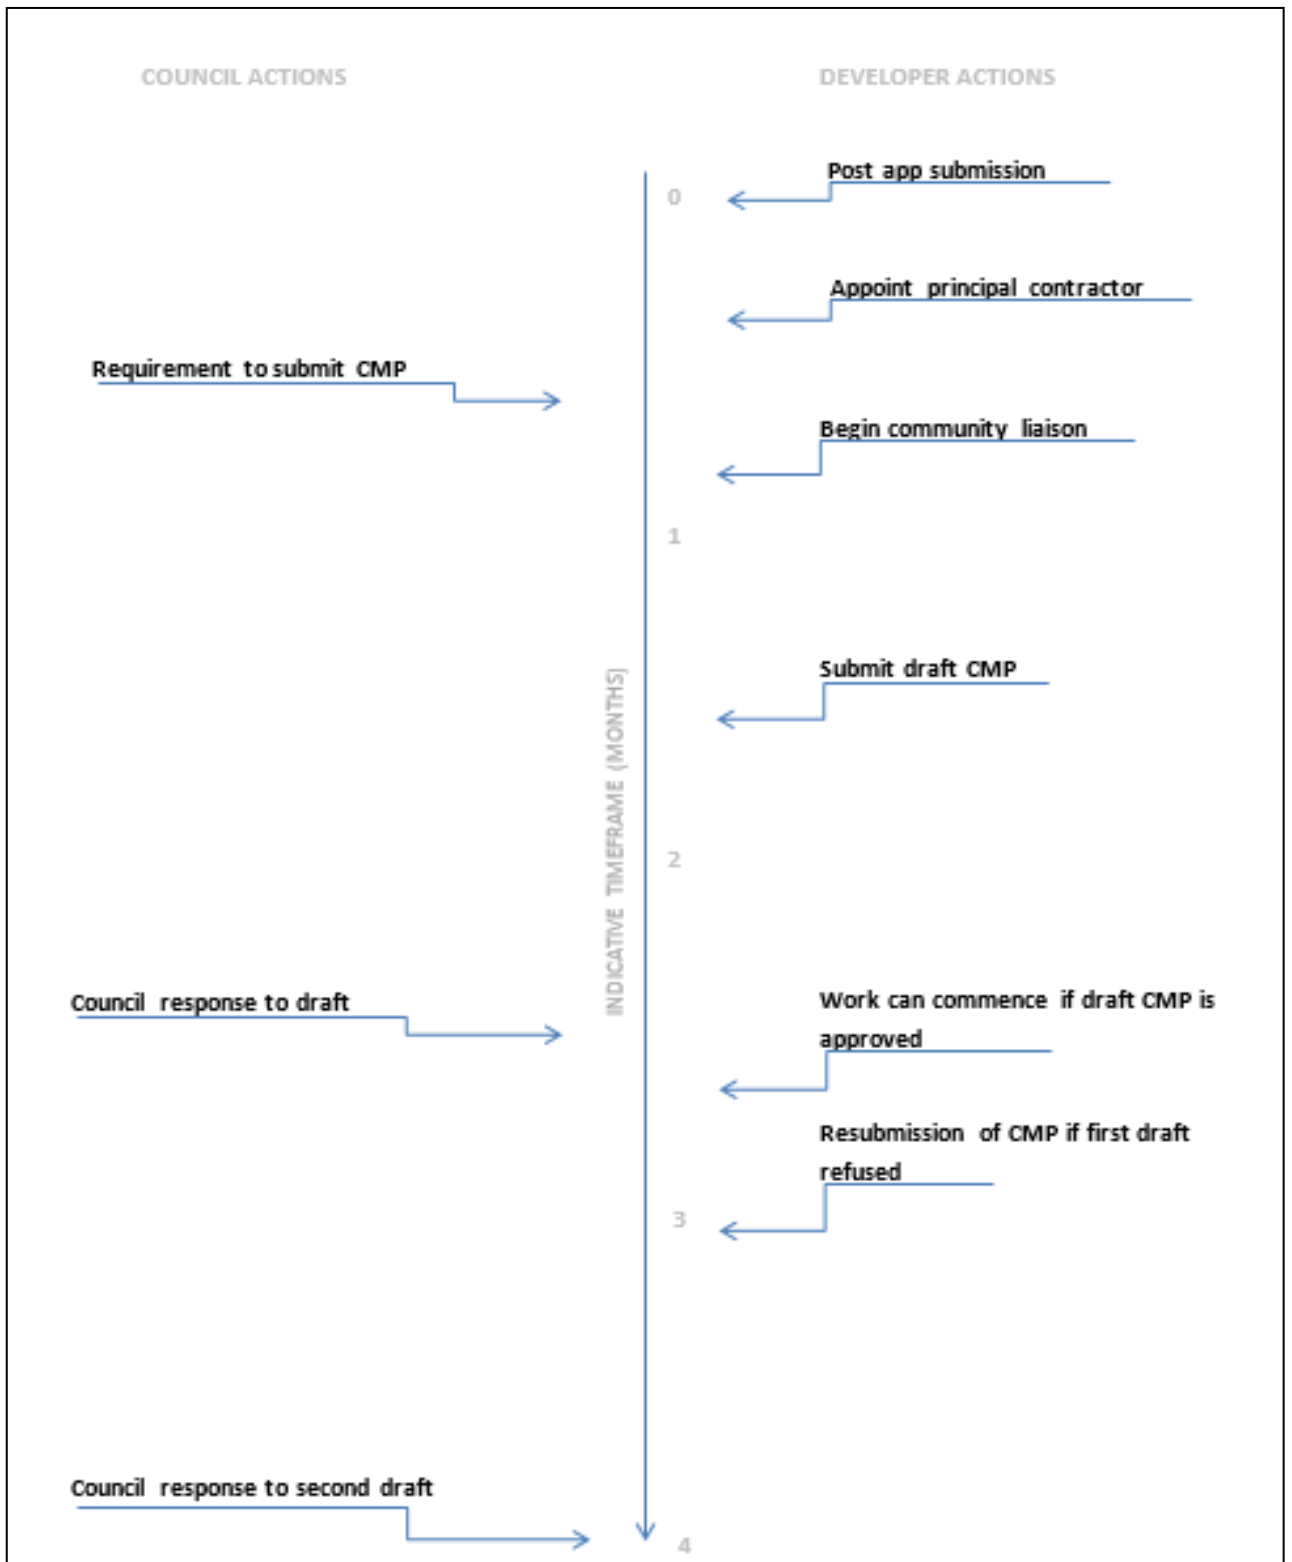 COUNCIL ACTIONS
DEVELOPER ACTIONS
Post app submission
0
Appoint principal contractor
Requirement to submit CMP
Begin community liaison
1
Submit draft CMP
INDICATIVE TIMEFRAME (MONTHS)
2
Council response to draft
Work can commence if draft CMP is
approved
Resubmission of CMP if first draft
refused
3
Council response to second draft
4